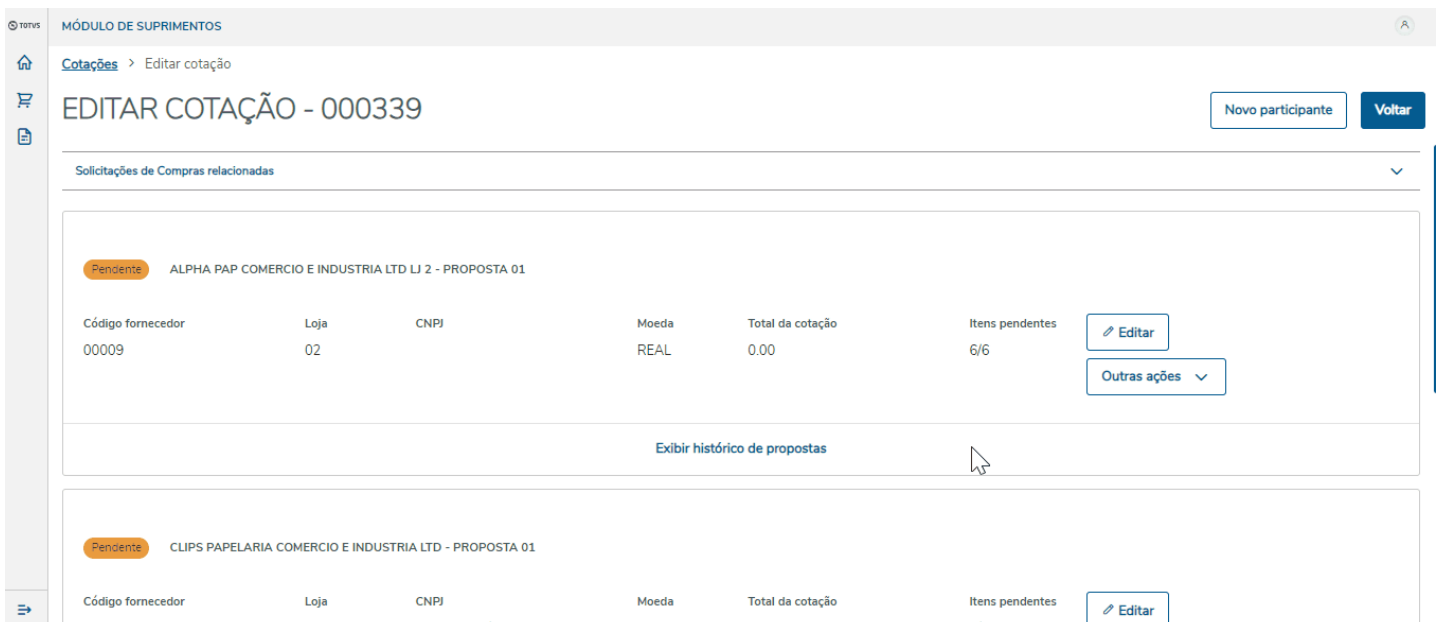 TOTVS
MÓDULO DE SUPRIMENTOS
Cotações > Editar cotação
EDITAR COTAÇÃO - 000339
Novo participante
Voltar
Solicitações de Compras relacionadas
Pendente ALPHA PAP COMERCIO E INDUSTRIA LTD LJ 2 - PROPOSTA 01
Código fornecedor Loja CNPJ Moeda Total da cotação Itens pendentes
00009 02 REAL 0.00 6/6
Editar
Outras ações
Exibir histórico de propostas
Pendente CLIPS PAPELARIA COMERCIO E INDUSTRIA LTD - PROPOSTA 01
Código fornecedor Loja CNPJ Moeda Total da cotação Itens pendentes
Editar